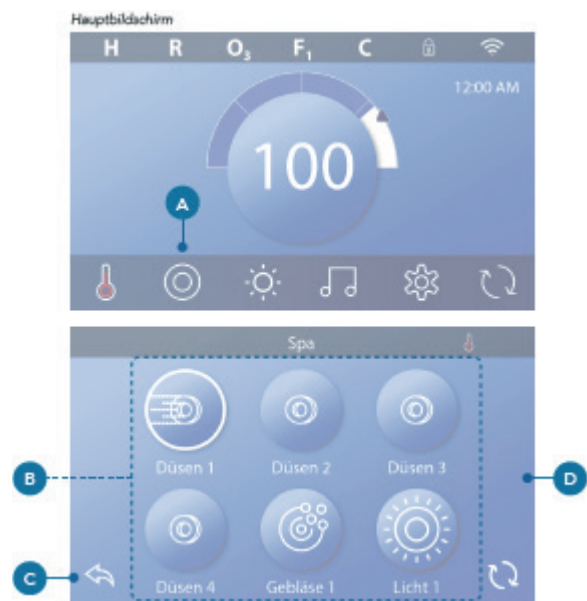 Hauptbildschirm
H R O3 F1 C
12:00 AM
100
A
Spa
B
Düsen 1 Düsen 2 Düsen 3
D
C
Düsen 4 Gebläse 1 Licht 1